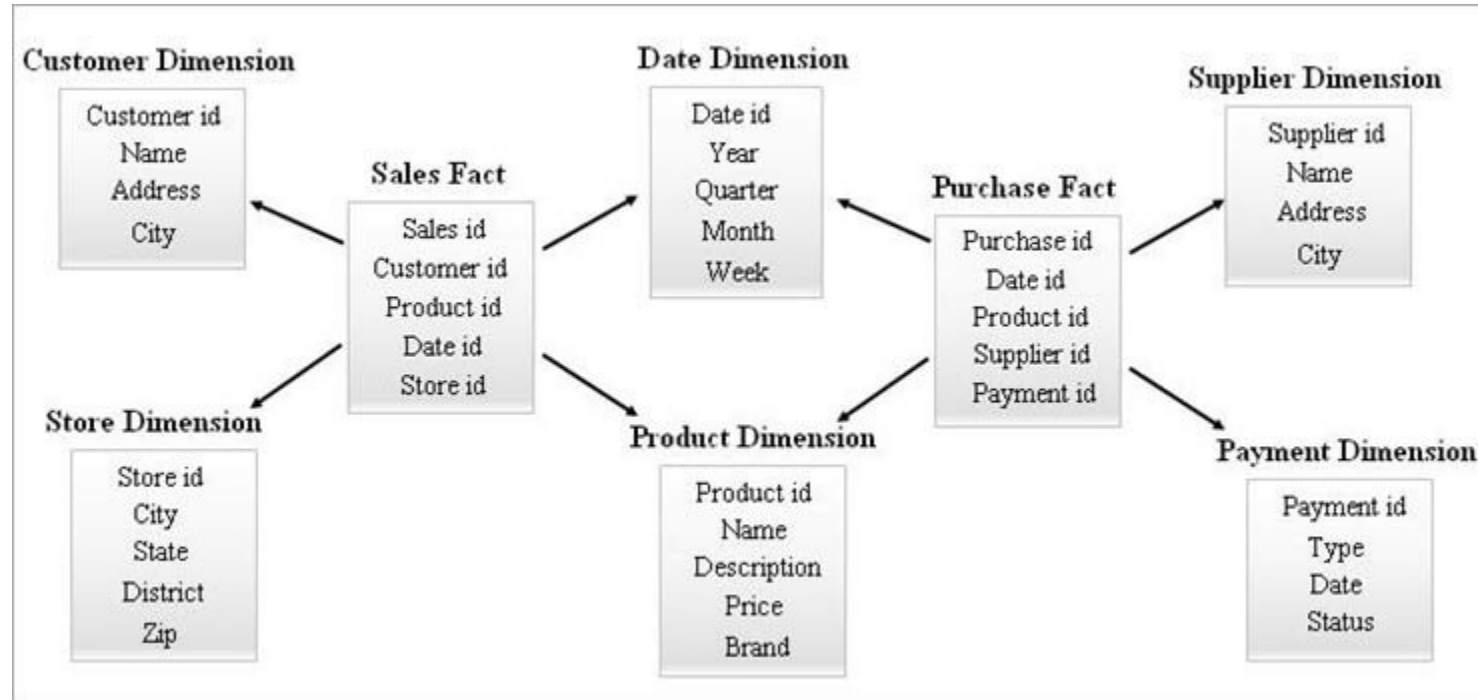 Customer Dimension
Customer id
Name
Address
City
Sales Fact
Sales id
Customer id
Product id
Date id
Store id
Store Dimension
Store id
City
State
District
Zip
Date Dimension
Date id
Year
Quarter
Month
Week
Product Dimension
Product id
Name
Description
Price
Brand
Purchase Fact
Purchase id
Date id
Product id
Supplier id
Payment id
Supplier Dimension
Supplier id
Name
Address
City
Payment Dimension
Payment id
Type
Date
Status